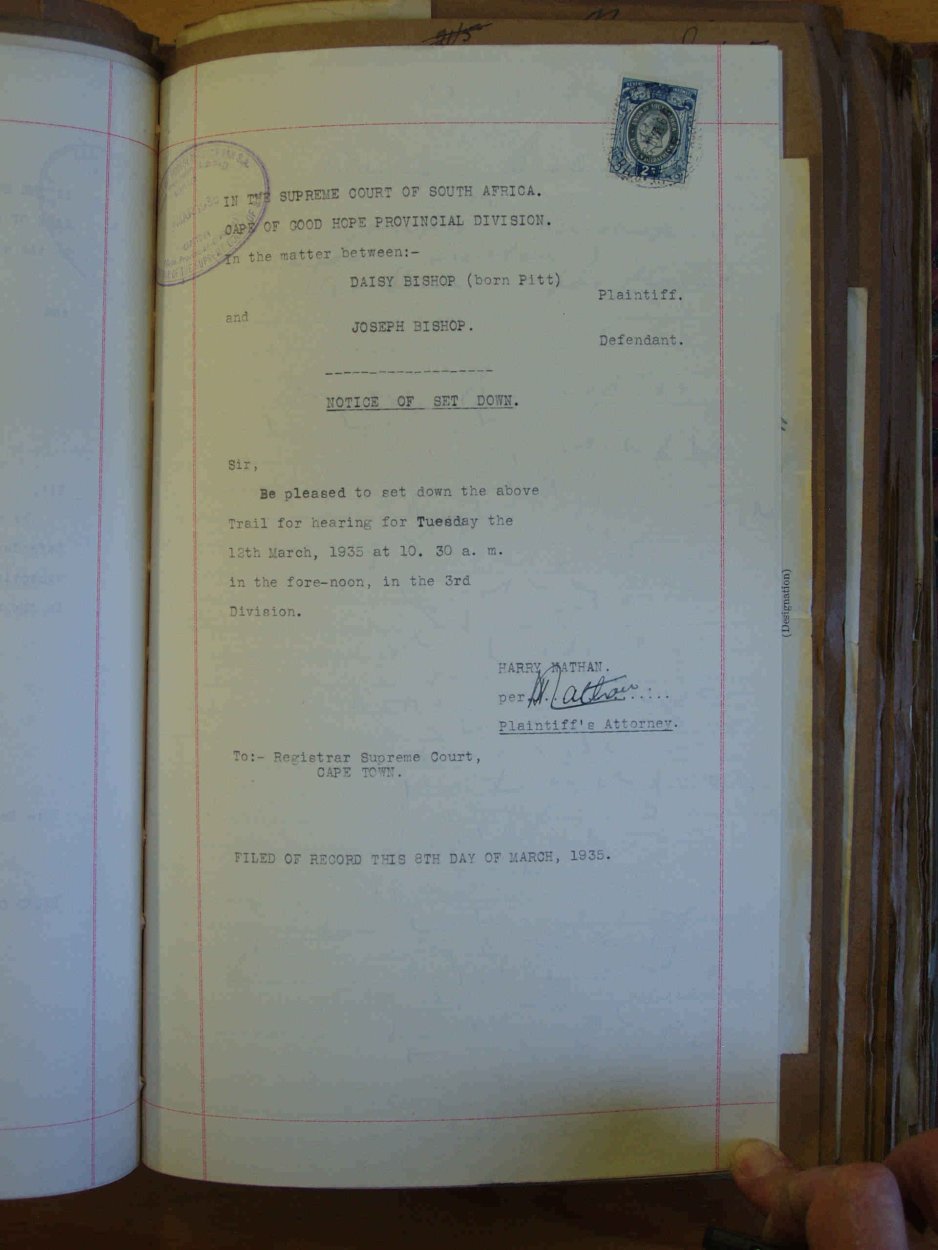 IN THE SUPREME COURT OF SOUTH AFRICA.
CAPE OF GOOD HOPE PROVINCIAL DIVISION.
In the matter between:-
DAISY BISHOP (born Pitt)
Plaintiff.
and
JOSEPH BISHOP.
Defendant.
-------------------
NOTICE OF SET DOWN.
Sir,
Be pleased to set down the above
Trail for hearing for Tuesday the
12th March, 1935 at 10. 30 a. m.
in the fore-noon, in the 3rd
Division.
HARRY NATHAN.
per H. Nathan
Plaintiff's Attorney.
To:- Registrar Supreme Court,
CAPE TOWN.
FILED OF RECORD THIS 8TH DAY OF MARCH, 1935.
(Designation)